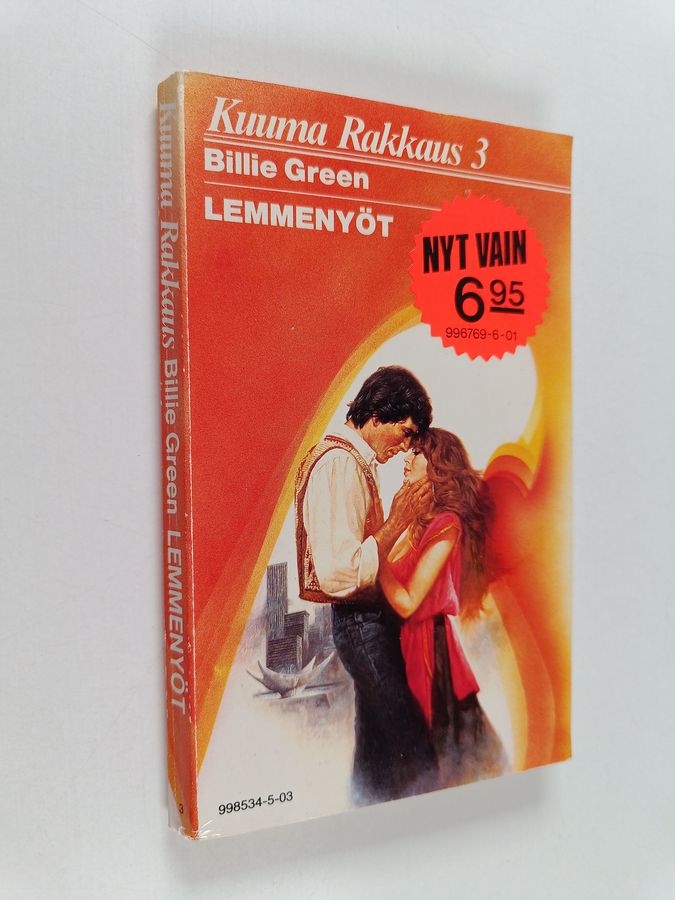 Kuuma Rakkaus 3
Billie Green
LEMMENYÖT
NYT VAIN
6 95
996769-6-01
998534-5-03
Kuuma Rakkaus Billie Green LEMMENYÖT
3